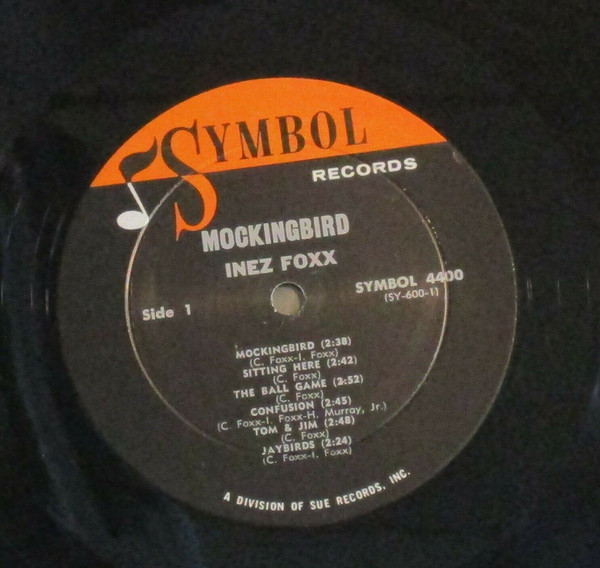 SYMBOL
RECORDS
MOCKINGBIRD
INEZ FOXX
SYMBOL 4400
(SY-600-1)
Side 1
MOCKINGBIRD (2:38)
(C. Foxx-I. Foxx)
SITTING HERE (2:42)
(C. Foxx)
THE BALL GAME (2:52)
(C. Foxx)
CONFUSION (2:45)
(C. Foxx-I. Foxx-H. Murray, Jr.)
TOM & JIM (2:48)
(C. Foxx)
JAYBIRDS (2:24)
(C. Foxx-I. Foxx)
A DIVISION OF SUE RECORDS, INC.